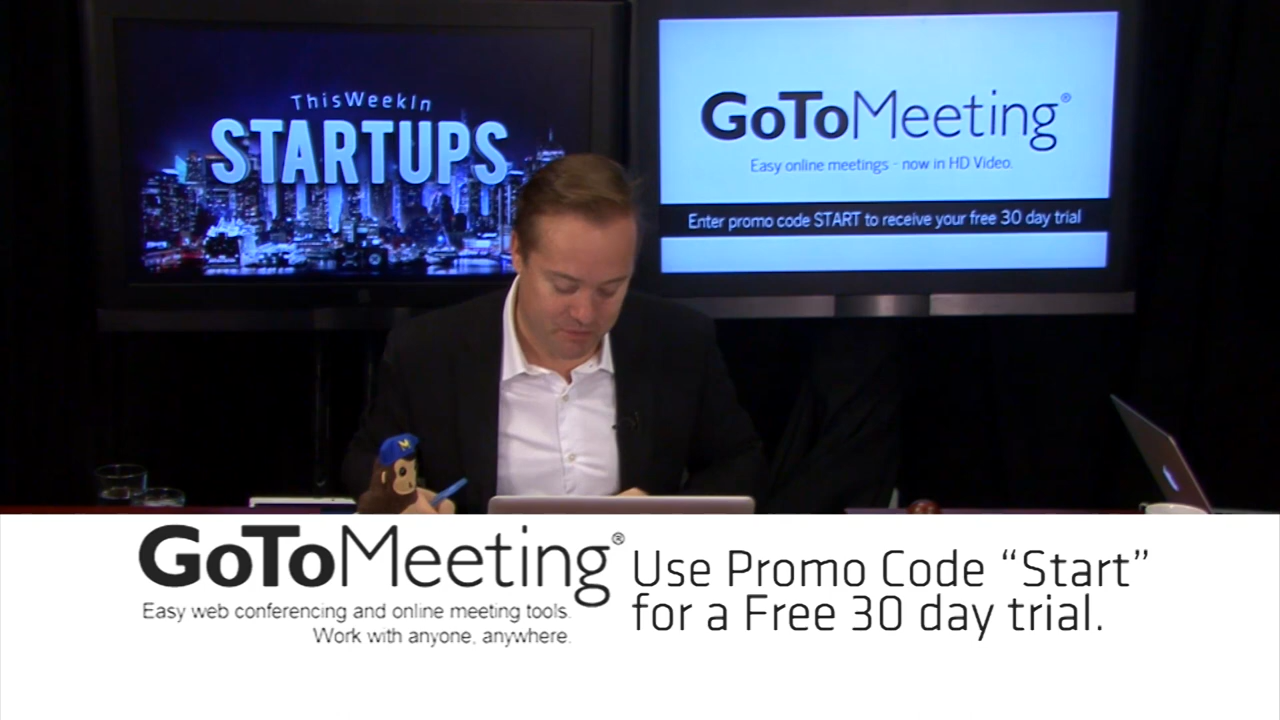 ThisWeekIn
STARTUPS
GoToMeeting®
Easy online meetings - now in HD Video.
Enter promo code START to receive your free 30 day trial
GoToMeeting®
Easy web conferencing and online meeting tools.
Work with anyone, anywhere.
Use Promo Code “Start”
for a Free 30 day trial.